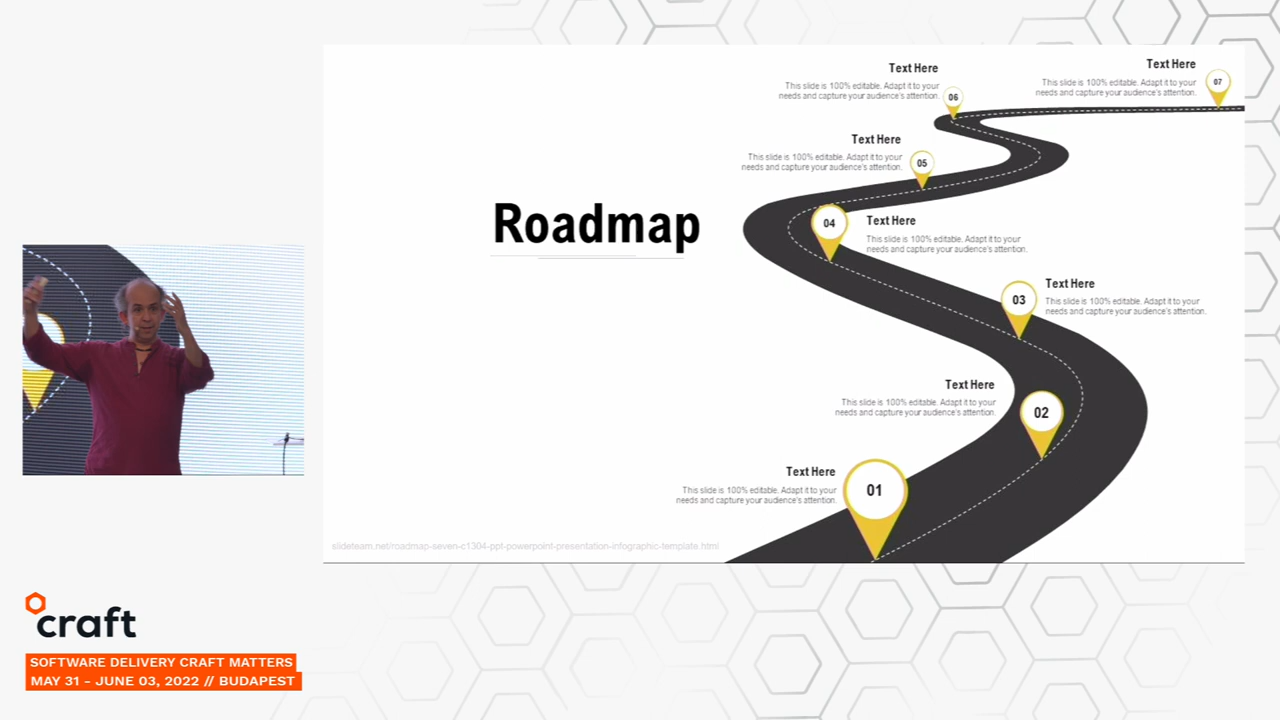 Text Here
This slide is 100% editable. Adapt it to your
needs and capture your audience's attention.
06
Text Here
This slide is 100% editable. Adapt it to your
needs and capture your audience's attention.
07
Text Here
This slide is 100% editable. Adapt it to your
needs and capture your audience's attention.
05
Roadmap
04
Text Here
This slide is 100% editable. Adapt it to your
needs and capture your audience's attention.
03
Text Here
This slide is 100% editable. Adapt it to your
needs and capture your audience's attention.
Text Here
This slide is 100% editable. Adapt it to your
needs and capture your audience's attention.
02
Text Here
This slide is 100% editable. Adapt it to your
needs and capture your audience's attention.
01
slideteam.net/roadmap-seven-c1304-ppt-powerpoint-presentation-infographic-template.html
craft
SOFTWARE DELIVERY CRAFT MATTERS
MAY 31 - JUNE 03, 2022 // BUDAPEST